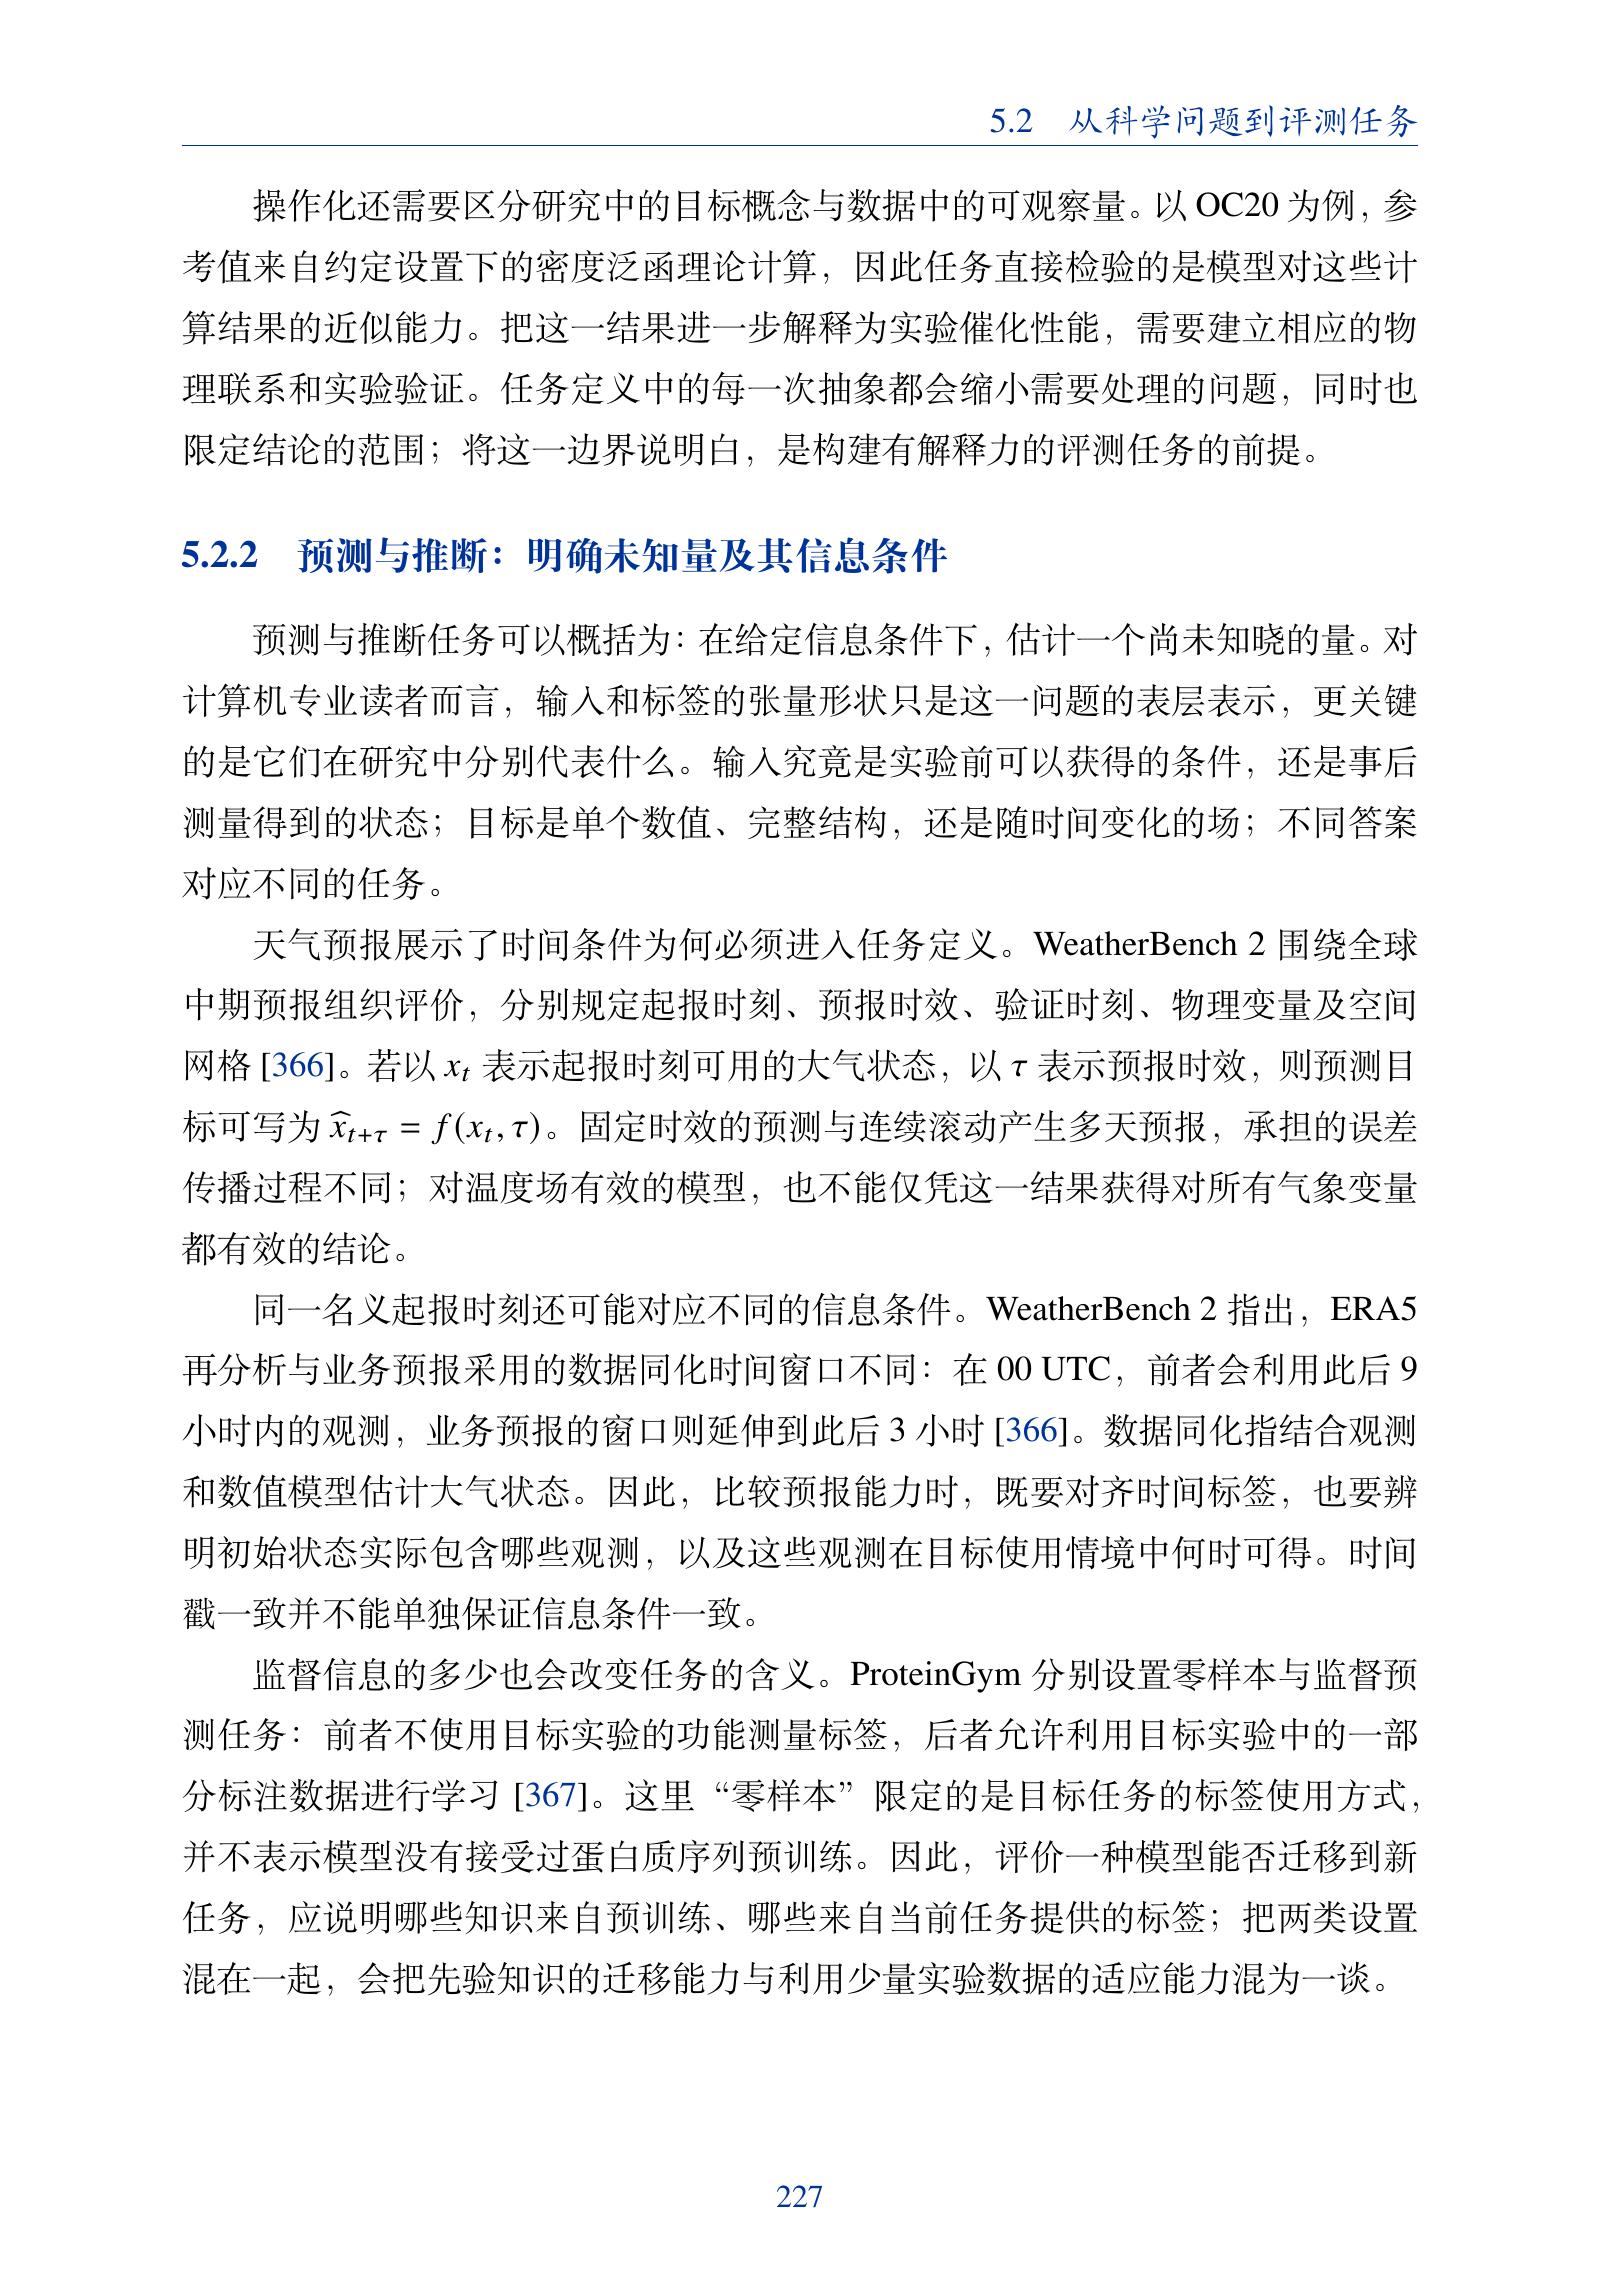 5.2 从科学问题到评测任务
操作化还需要区分研究中的目标概念与数据中的可观察量。以 OC20 为例，参
考值来自约定设置下的密度泛函理论计算，因此任务直接检验的是模型对这些计
算结果的近似能力。把这一结果进一步解释为实验催化性能，需要建立相应的物
理联系和实验验证。任务定义中的每一次抽象都会缩小需要处理的问题，同时也
限定结论的范围；将这一边界说明白，是构建有解释力的评测任务的前提。
5.2.2 预测与推断：明确未知量及其信息条件
预测与推断任务可以概括为：在给定信息条件下，估计一个尚未知晓的量。对
计算机专业读者而言，输入和标签的张量形状只是这一问题的表层表示，更关键
的是它们在研究中分别代表什么。输入究竟是实验前可以获得的条件，还是事后
测量得到的状态；目标是单个数值、完整结构，还是随时间变化的场；不同答案
对应不同的任务。
天气预报展示了时间条件为何必须进入任务定义。WeatherBench 2 围绕全球
中期预报组织评价，分别规定起报时刻、预报时效、验证时刻、物理变量及空间
网格 [366]。若以 $x_t$ 表示起报时刻可用的大气状态，以 $\tau$ 表示预报时效，则预测目
标可写为 $\widehat{x}_{t+\tau} = f(x_t, \tau)$。固定时效的预测与连续滚动产生多天预报，承担的误差
传播过程不同；对温度场有效的模型，也不能仅凭这一结果获得对所有气象变量
都有效的结论。
同一名义起报时刻还可能对应不同的信息条件。WeatherBench 2 指出，ERA5
再分析与业务预报采用的数据同化时间窗口不同：在 00 UTC，前者会利用此后 9
小时内的观测，业务预报的窗口则延伸到此后 3 小时 [366]。数据同化指结合观测
和数值模型估计大气状态。因此，比较预报能力时，既要对齐时间标签，也要辨
明初始状态实际包含哪些观测，以及这些观测在目标使用情境中何时可得。时间
戳一致并不能单独保证信息条件一致。
监督信息的多少也会改变任务的含义。ProteinGym 分别设置零样本与监督预
测任务：前者不使用目标实验的功能测量标签，后者允许利用目标实验中的一部
分标注数据进行学习 [367]。这里“零样本”限定的是目标任务的标签使用方式，
并不表示模型没有接受过蛋白质序列预训练。因此，评价一种模型能否迁移到新
任务，应说明哪些知识来自预训练、哪些来自当前任务提供的标签；把两类设置
混在一起，会把先验知识的迁移能力与利用少量实验数据的适应能力混为一谈。
227